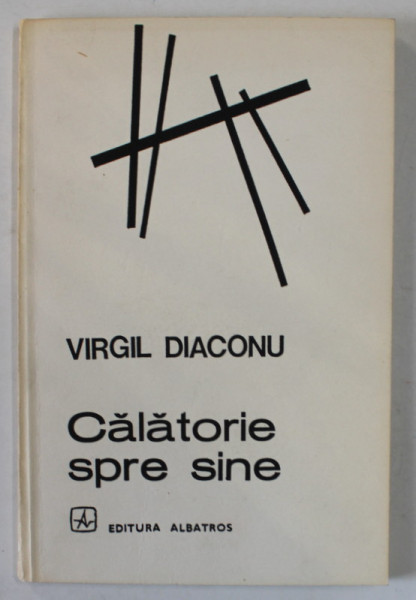 VIRGIL DIACONU
Călătorie
spre sine
EDITURA ALBATROS